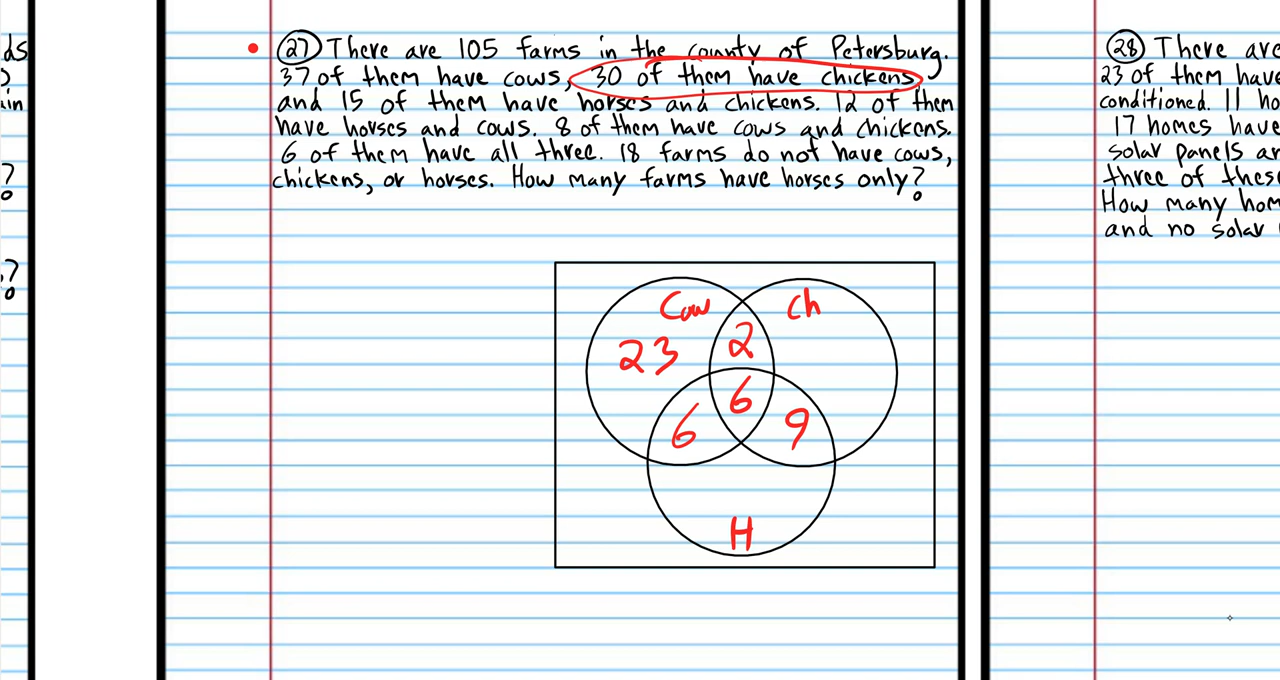 ds
?
ain
?
?
27 There are 105 farms in the county of Petersburg.
37 of them have cows, 30 of them have chickens
and 15 of them have horses and chickens. 12 of them
have horses and cows. 8 of them have cows and chickens.
6 of them have all three. 18 farms do not have cows,
chickens, or horses. How many farms have horses only?
Cow Ch
23 2
6 6 9
H
28 There are
23 of them have
conditioned. 11 ho
17 homes have
solar panels an
three of these
How many hom
and no solar